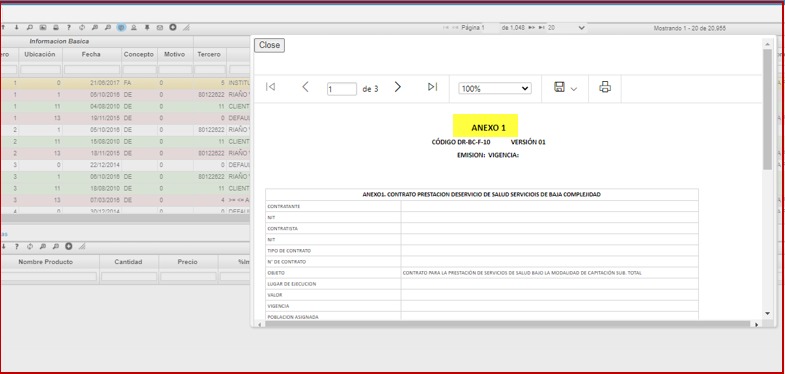 Página 1 de 1,048 20 Mostrando 1 - 20 de 20,955
Informacion Basica
ero Ubicación Fecha Concepto Motivo Tercero
1 0 21/06/2017 FA 0 5 INSTITU
1 1 05/10/2016 DE 0 80122622 RIAÑO
1 11 04/08/2010 DE 0 11 CLIENT
1 13 19/11/2016 DE 0 0 DEFAUL
2 1 05/10/2016 DE 0 80122622 RIAÑO
2 11 15/08/2010 DE 0 11 CLIENT
2 13 18/11/2016 DE 0 80122622 RIAÑO
3 0 22/12/2014 0 0 DEFAUL
3 1 06/10/2016 DE 0 80122622 RIAÑO
3 11 18/08/2010 DE 0 11 CLIENT
3 13 07/03/2016 DE 0 4 >= <= A
4 0 30/12/2014 0 0 DEFAUL
as
Nombre Producto Cantidad Precio %Im
Close
1 de 3 100%
ANEXO 1
CÓDIGO DR-BC-F-10 VERSIÓN 01
EMISION: VIGENCIA:
ANEXO1. CONTRATO PRESTACION DESERVICIO DE SALUD SERVICIOIS DE BAJA COMPLEJIDAD
CONTRATANTE
NIT
CONTRATISTE
NIT
TIPO DE CONTRATO
N° DE CONTRATO
OBJETO CONTRATO PARA LA PRESTACIÓN DE SERVICIOS DE SALUD BAJO LA MODALIDAD DE CAPITACIÓN SUB. TOTAL
LUGAR DE EJECUCION
VALOR
VIGENCIA
POBLACION ASIGNADA